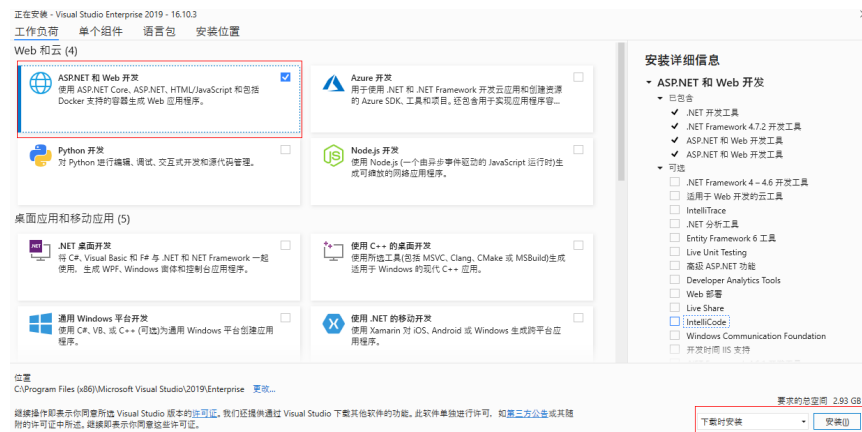 正在安装 - Visual Studio Enterprise 2019 - 16.10.3
工作负荷 单个组件 语言包 安装位置
Web 和云 (4)
ASP.NET 和 Web 开发
使用 ASP.NET Core、ASP.NET、HTML/JavaScript 和包括
Docker 支持的容器生成 Web 应用程序。
Azure 开发
用于使用 .NET 和 .NET Framework 开发云应用和创建资源
的 Azure SDK、工具和项目。还包含用于实现应用程序容...
Python 开发
对 Python 进行编辑、调试、交互式开发和源代码管理。
Node.js 开发
使用 Node.js (一个由异步事件驱动的 JavaScript 运行时)生
成可缩放的网络应用程序。
桌面应用和移动应用 (5)
.NET 桌面开发
将 C#、Visual Basic 和 F# 与 .NET 和 .NET Framework 一起
使用，生成 WPF、Windows 窗体和控制台应用程序。
使用 C++ 的桌面开发
使用所选工具(包括 MSVC、Clang、CMake 或 MSBuild)生成
适用于 Windows 的现代 C++ 应用。
通用 Windows 平台开发
使用 C#、VB、或 C++ (可选)为通用 Windows 平台创建应用
程序。
使用 .NET 的移动开发
使用 Xamarin 对 iOS、Android 或 Windows 生成跨平台应
用程序。
安装详细信息
ASP.NET 和 Web 开发
已包含
.NET 开发工具
.NET Framework 4.7.2 开发工具
ASP.NET 和 Web 开发工具
ASP.NET 和 Web 开发工具
可选
.NET Framework 4 – 4.6 开发工具
适用于 Web 开发的云工具
IntelliTrace
.NET 分析工具
Entity Framework 6 工具
Live Unit Testing
高级 ASP.NET 功能
Developer Analytics Tools
Web 部署
Live Share
IntelliCode
Windows Communication Foundation
开发时间 IIS 支持
位置
C:\Program Files (x86)\Microsoft Visual Studio\2019\Enterprise 更改...
要求的总空间 2.93 GB
继续操作即表示你同意所选 Visual Studio 版本的许可证。我们还提供通过 Visual Studio 下载其他软件的功能。此软件单独进行许可，如第三方公告或其随
附的许可证中所述。继续即表示你同意这些许可证。
下载时安装 安装(I)